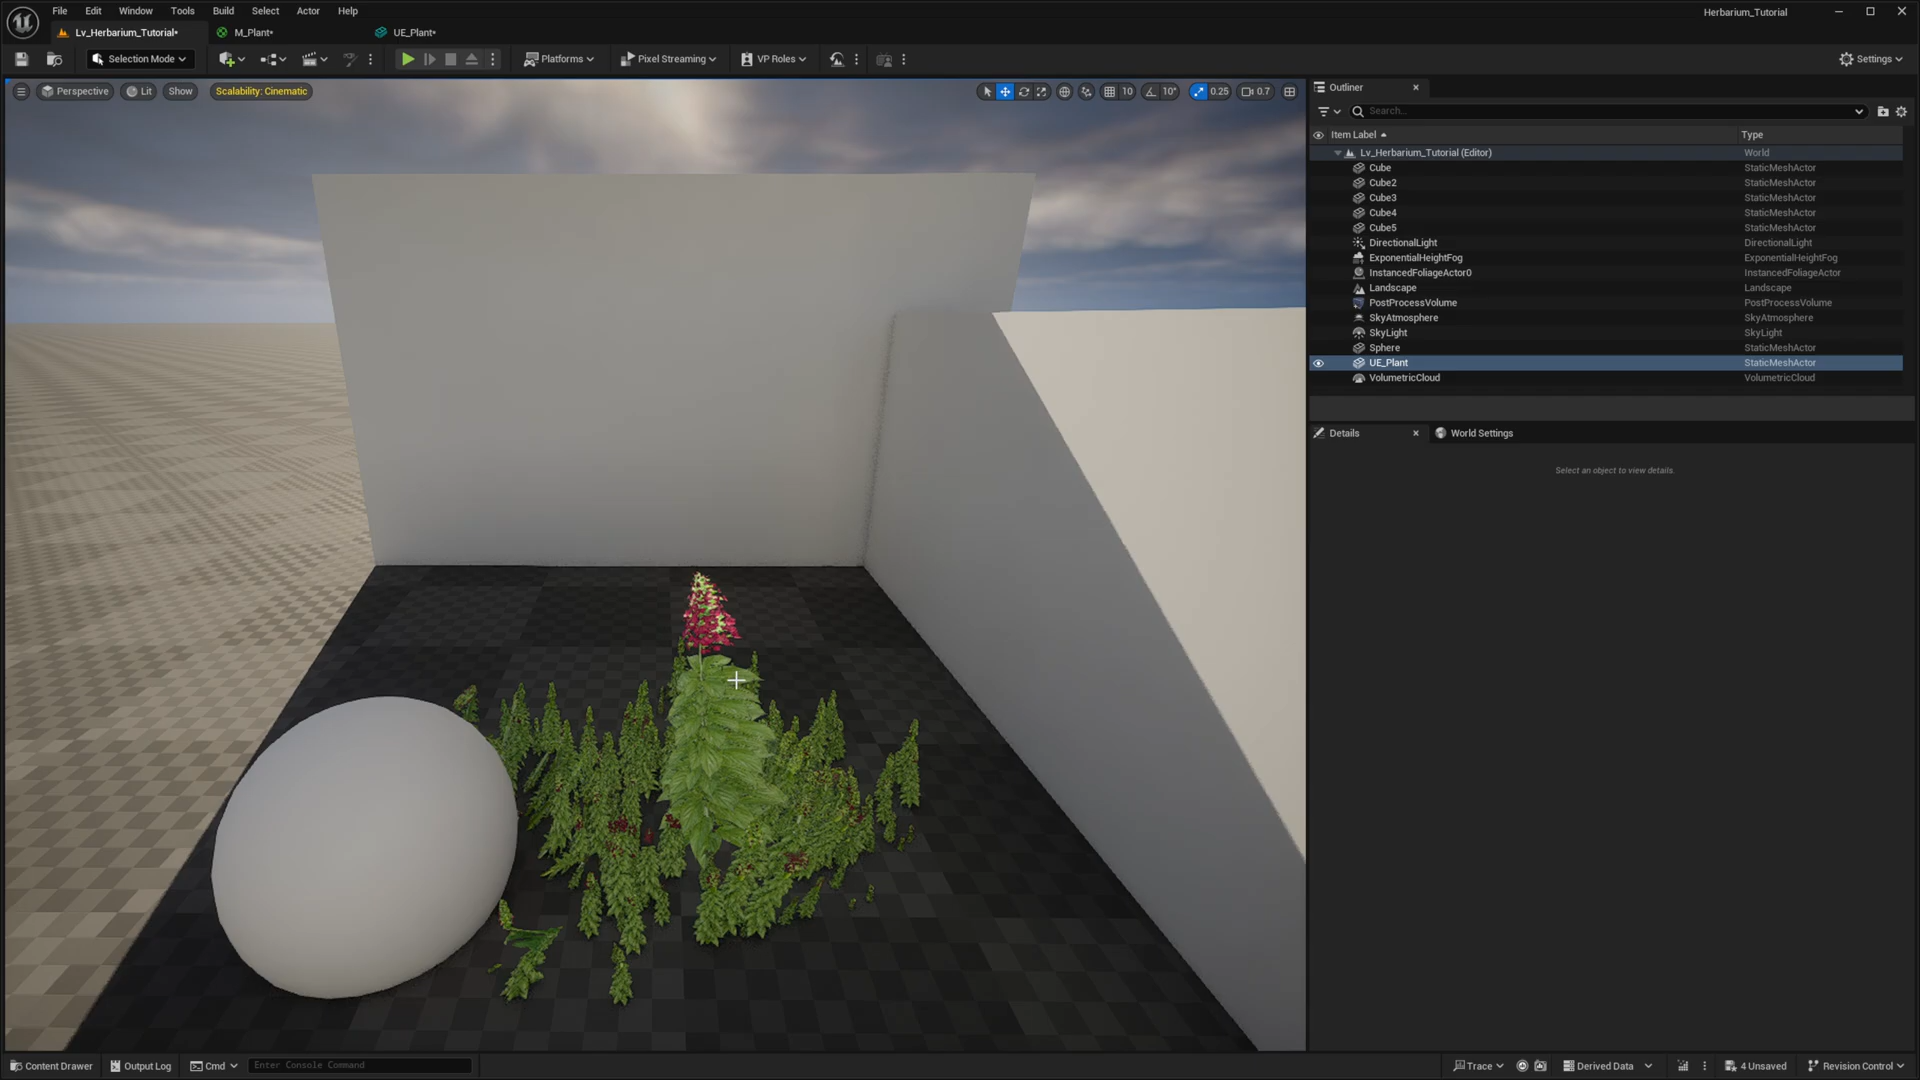 File Edit Window Tools Build Select Actor Help
Herbarium_Tutorial
Lv_Herbarium_Tutorial•
M_Plant•
UE_Plant•
Selection Mode
Platforms
Pixel Streaming
VP Roles
Settings
Perspective
Lit
Show
Scalability: Cinematic
10
10°
0.25
0.7
Outliner
Search...
Item Label
Type
Lv_Herbarium_Tutorial (Editor) World
Cube StaticMeshActor
Cube2 StaticMeshActor
Cube3 StaticMeshActor
Cube4 StaticMeshActor
Cube5 StaticMeshActor
DirectionalLight DirectionalLight
ExponentialHeightFog ExponentialHeightFog
InstancedFoliageActor0 InstancedFoliageActor
Landscape Landscape
PostProcessVolume PostProcessVolume
SkyAtmosphere SkyAtmosphere
SkyLight SkyLight
Sphere StaticMeshActor
UE_Plant StaticMeshActor
VolumetricCloud VolumetricCloud
Details
World Settings
Select an object to view details.
Content Drawer
Output Log
Cmd
Enter Console Command
Trace
Derived Data
4 Unsaved
Revision Control